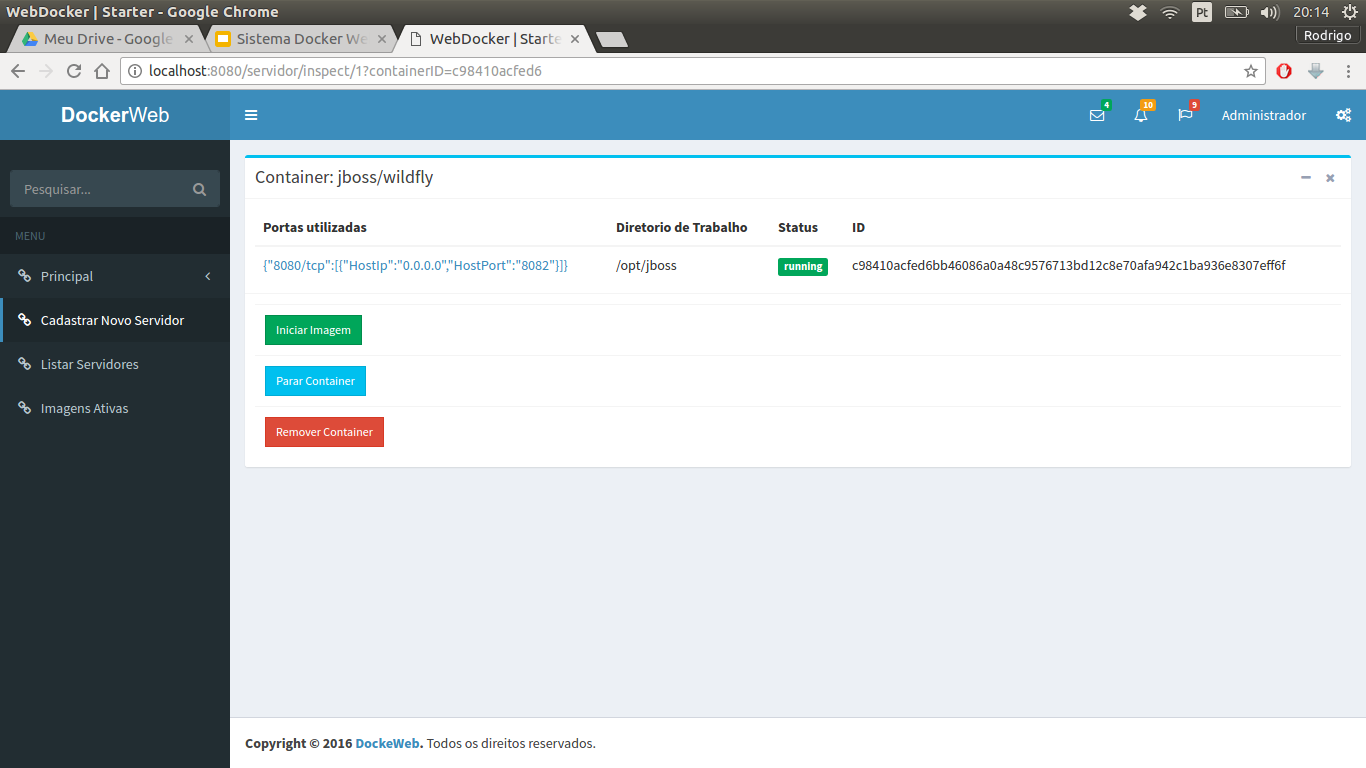 WebDocker | Starter - Google Chrome
Pt
20:14
Meu Drive - Google
Sistema Docker We
WebDocker | Starte
Rodrigo
localhost:8080/servidor/inspect/1?containerID=c98410acfed6
DockerWeb
4
10
9
Administrador
Pesquisar...
MENU
Principal
Cadastrar Novo Servidor
Listar Servidores
Imagens Ativas
Container: jboss/wildfly
Portas utilizadas Diretorio de Trabalho Status ID
{"8080/tcp":[{"HostIp":"0.0.0.0","HostPort":"8082"}]} /opt/jboss running c98410acfed6bb46086a0a48c9576713bd12c8e70afa942c1ba936e8307eff6f
Iniciar Imagem
Parar Container
Remover Container
Copyright © 2016 DockeWeb. Todos os direitos reservados.